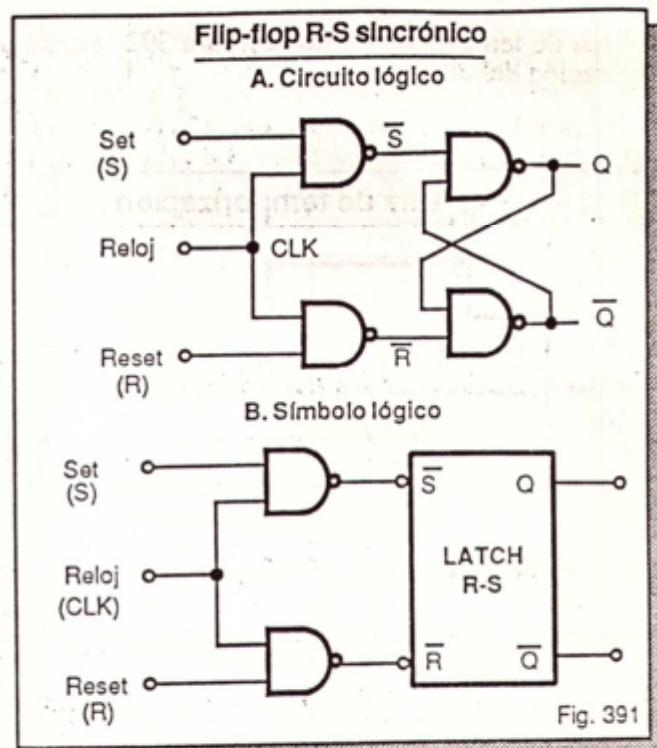 Flip-flop R-S sincrónico
A. Circuito lógico
Set
(S)
S̅
Q
Reloj
CLK
Reset
(R)
R̅
Q̅
B. Símbolo lógico
Set
(S)
S̅
Q
Reloj
(CLK)
LATCH
R-S
Reset
(R)
R̅
Q̅
Fig. 391